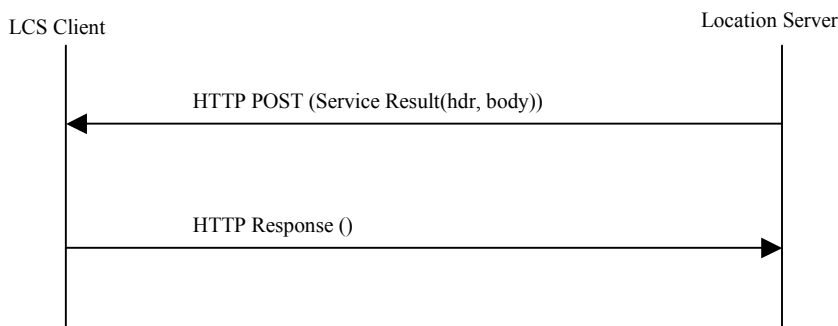 LCS Client
Location Server
HTTP POST (Service Result(hdr, body))
HTTP Response ()